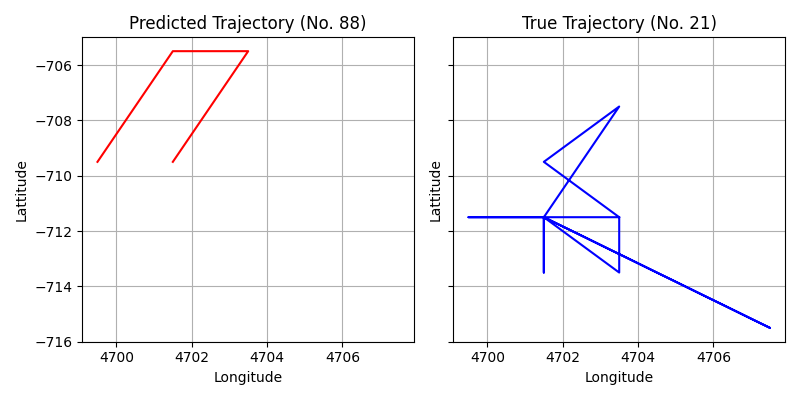 Predicted Trajectory (No. 88)
−706
−708
−710
−712
−714
−716
Lattitude
4700 4702 4704 4706
Longitude
True Trajectory (No. 21)
Lattitude
4700 4702 4704 4706
Longitude